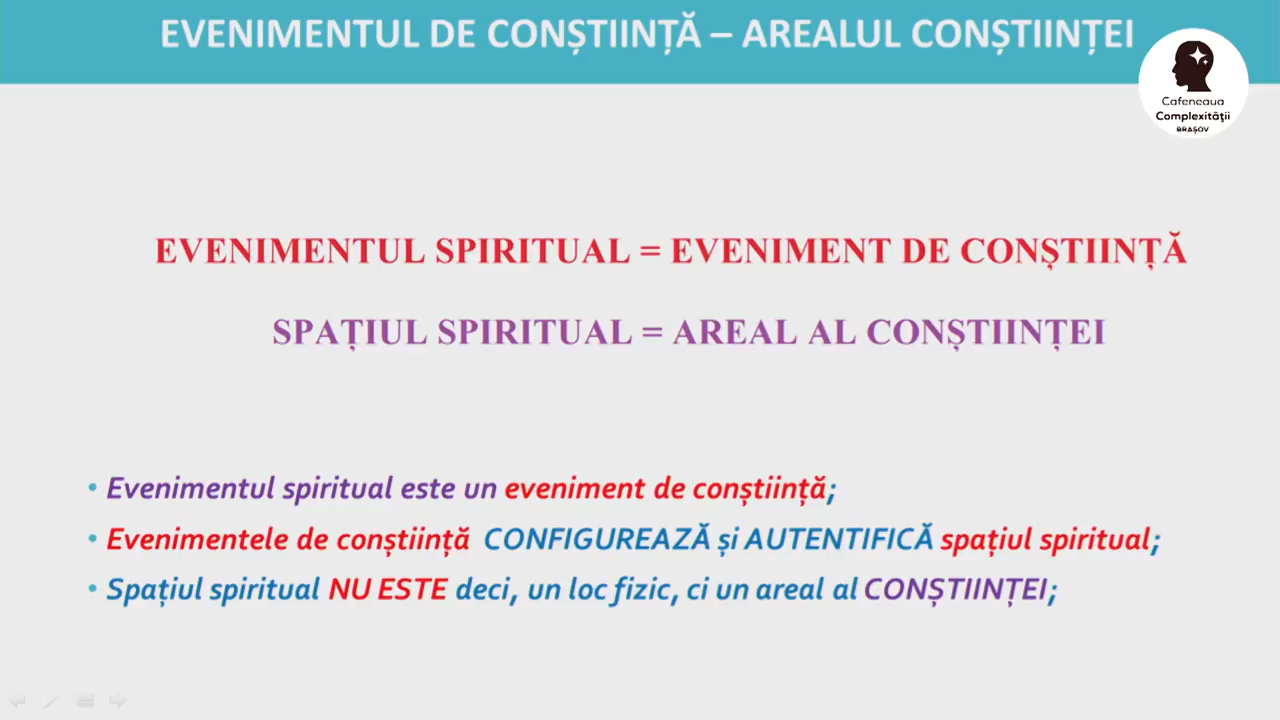 EVENIMENTUL DE CONȘTIINȚĂ – AREALUL CONȘTIINȚEI
Cafeneaua
Complexității
BRAȘOV
EVENIMENTUL SPIRITUAL = EVENIMENT DE CONȘTIINȚĂ
SPAȚIUL SPIRITUAL = AREAL AL CONȘTIINȚEI
• Evenimentul spiritual este un eveniment de conștiință;
• Evenimentele de conștiință CONFIGUREAZĂ și AUTENTIFICĂ spațiul spiritual;
• Spațiul spiritual NU ESTE deci, un loc fizic, ci un areal al CONȘTIINȚEI;